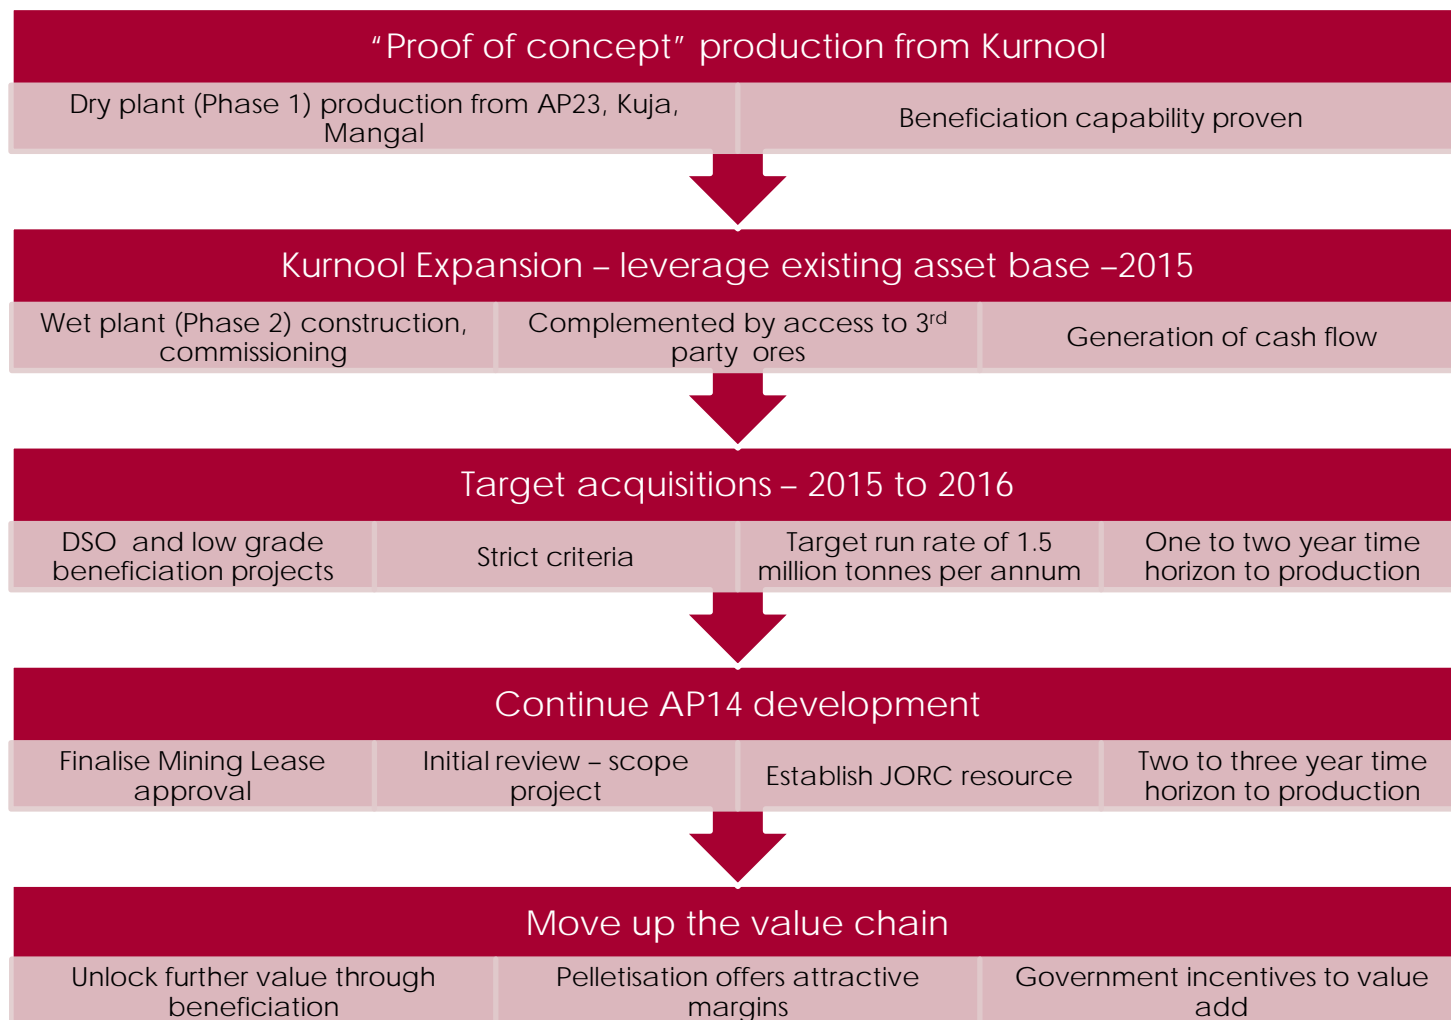 “Proof of concept” production from Kurnool
Dry plant (Phase 1) production from AP23, Kuja,
Mangal
Beneficiation capability proven
Kurnool Expansion – leverage existing asset base –2015
Wet plant (Phase 2) construction,
commissioning
Complemented by access to 3rd
party ores
Generation of cash flow
Target acquisitions – 2015 to 2016
DSO and low grade
beneficiation projects
Strict criteria
Target run rate of 1.5
million tonnes per annum
One to two year time
horizon to production
Continue AP14 development
Finalise Mining Lease
approval
Initial review – scope
project
Establish JORC resource
Two to three year time
horizon to production
Move up the value chain
Unlock further value through
beneficiation
Pelletisation offers attractive
margins
Government incentives to value
add